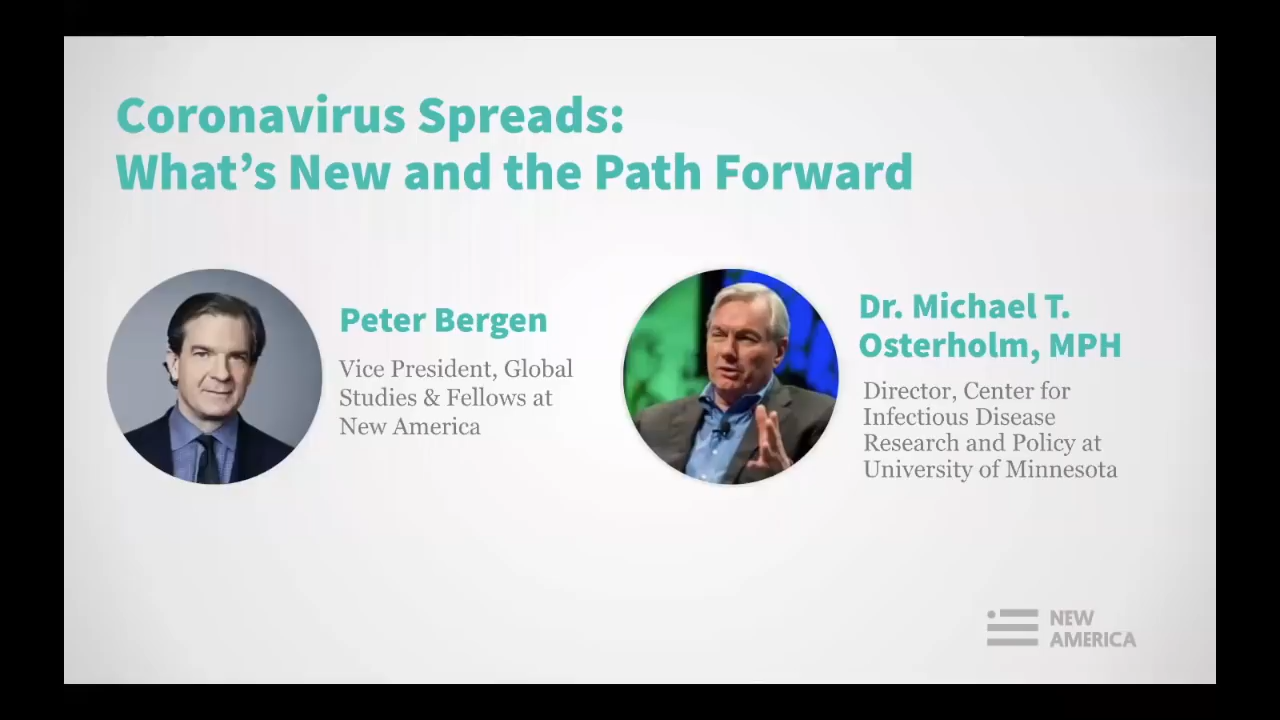 Coronavirus Spreads:
What’s New and the Path Forward
Peter Bergen
Vice President, Global
Studies & Fellows at
New America
Dr. Michael T.
Osterholm, MPH
Director, Center for
Infectious Disease
Research and Policy at
University of Minnesota
NEW
AMERICA